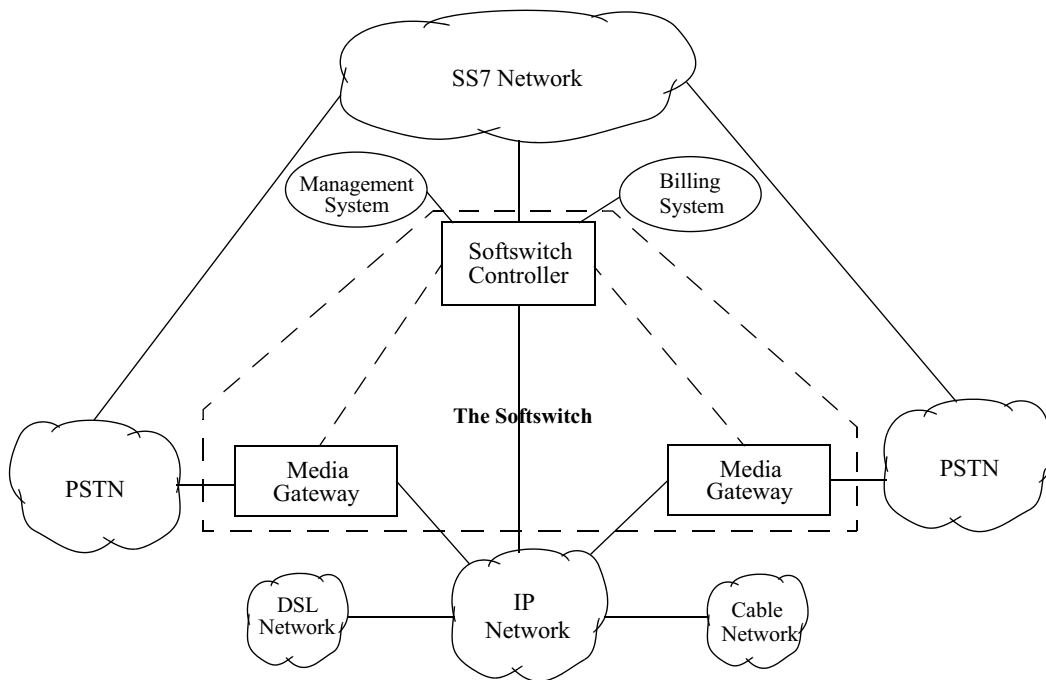 SS7 Network
Management
System
Billing
System
Softswitch
Controller
The Softswitch
PSTN
Media
Gateway
Media
Gateway
PSTN
DSL
Network
IP
Network
Cable
Network